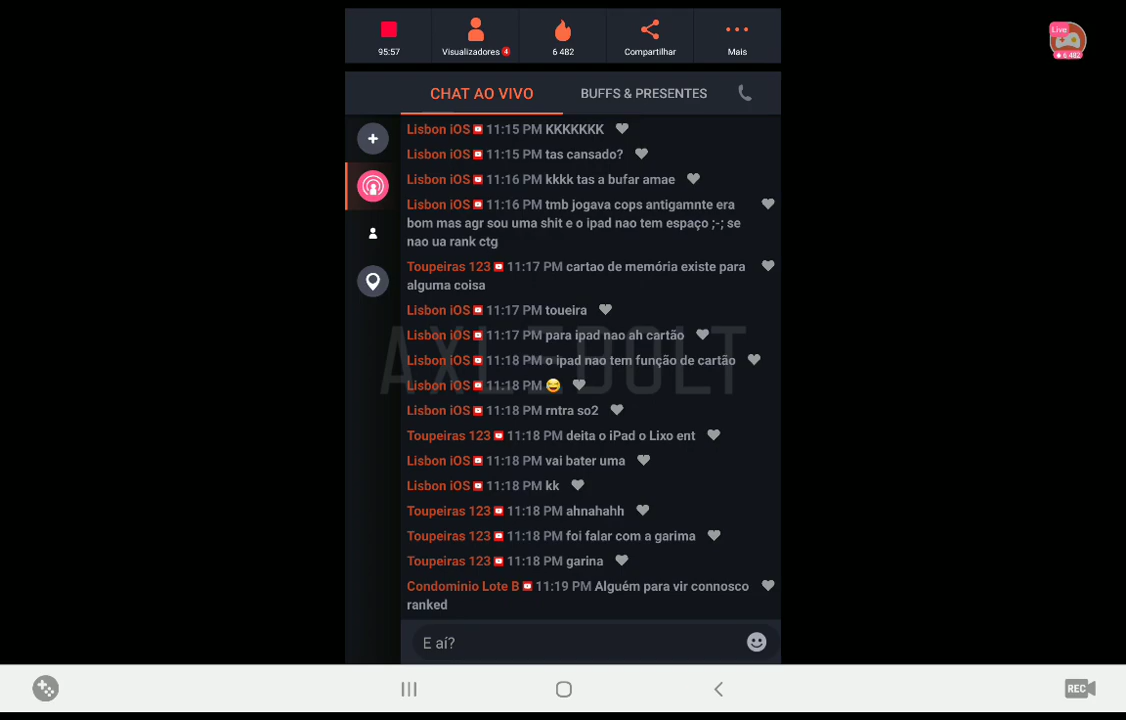 95:57
Visualizadores 4
6 482
Compartilhar
Mais
Live
6 482
CHAT AO VIVO
BUFFS & PRESENTES
Lisbon iOS 11:15 PM KKKKKKK
Lisbon iOS 11:15 PM tas cansado?
Lisbon iOS 11:16 PM kkkk tas a bufar amae
Lisbon iOS 11:16 PM tmb jogava cops antigamnte era
bom mas agr sou uma shit e o ipad nao tem espaço ;-; se
nao ua rank ctg
Toupeiras 123 11:17 PM cartao de memória existe para
alguma coisa
Lisbon iOS 11:17 PM toueira
Lisbon iOS 11:17 PM para ipad nao ah cartão
Lisbon iOS 11:18 PM o ipad nao tem função de cartão
AXLEBOLT
Lisbon iOS 11:18 PM 😅
Lisbon iOS 11:18 PM rntra so2
Toupeiras 123 11:18 PM deita o iPad o Lixo ent
Lisbon iOS 11:18 PM vai bater uma
Lisbon iOS 11:18 PM kk
Toupeiras 123 11:18 PM ahnahahh
Toupeiras 123 11:18 PM foi falar com a garima
Toupeiras 123 11:18 PM garina
Condominio Lote B 11:19 PM Alguém para vir connosco
ranked
E aí?
REC